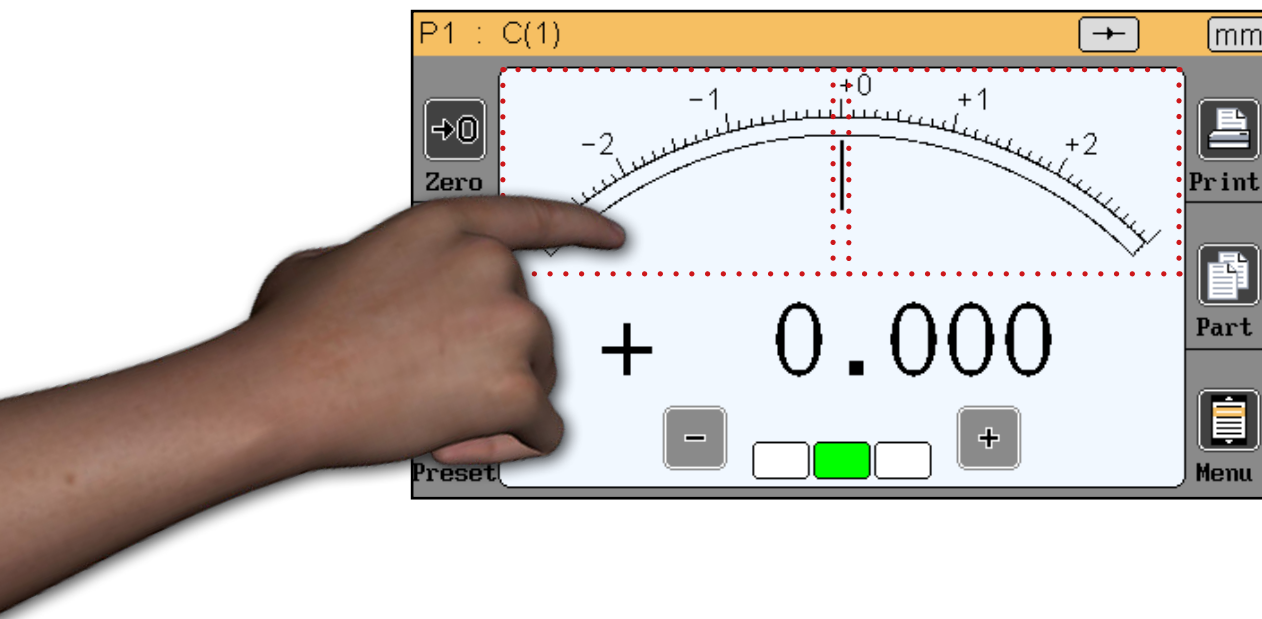 P1 : C(1)
mm
-2
-1
+0
+1
+2
Zero
Print
+ 0.000
Part
- +
Preset
Menu